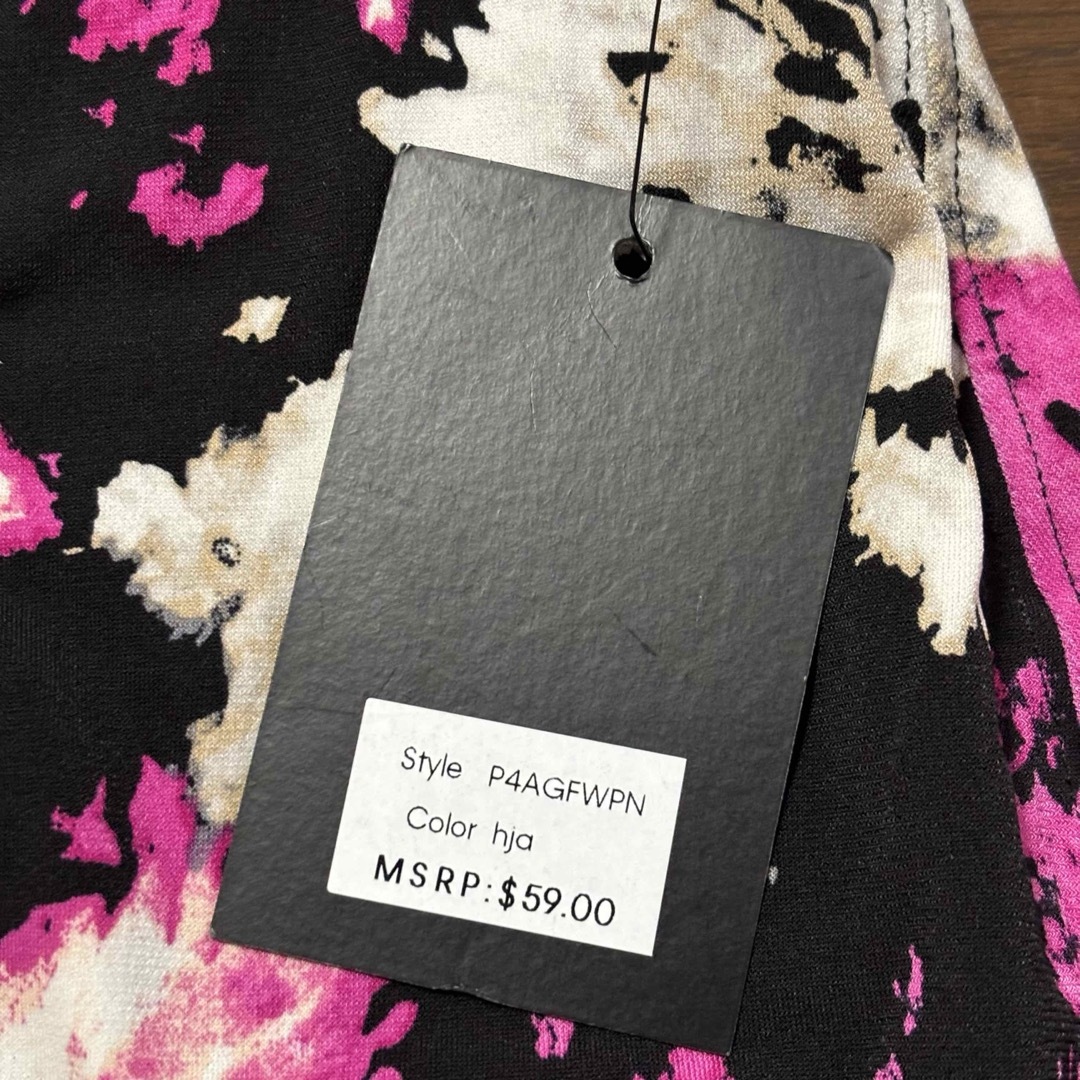 Style P4AGFWPN
Color hja
MSRP:$59.00